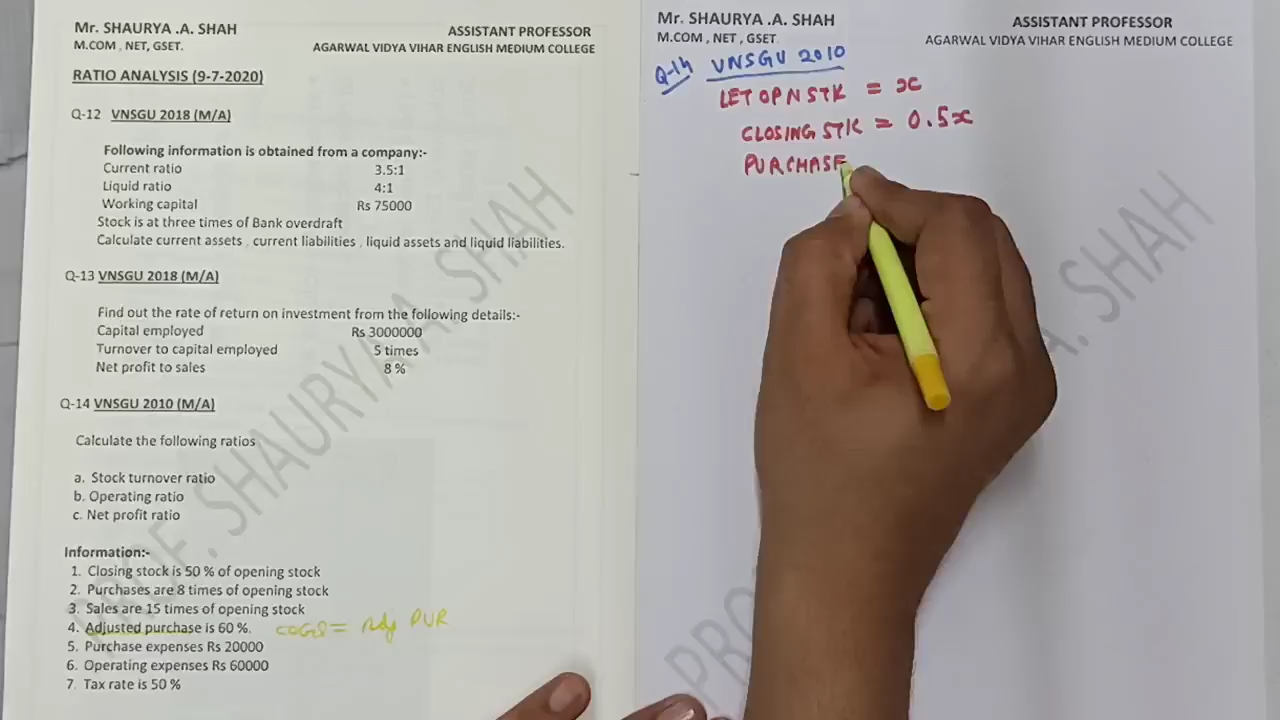 Mr. SHAURYA .A. SHAH
M.COM , NET, GSET.
ASSISTANT PROFESSOR
AGARWAL VIDYA VIHAR ENGLISH MEDIUM COLLEGE
RATIO ANALYSIS (9-7-2020)
Q-12 VNSGU 2018 (M/A)
Following information is obtained from a company:-
Current ratio 3.5:1
Liquid ratio 4:1
Working capital Rs 75000
Stock is at three times of Bank overdraft
Calculate current assets , current liabilities , liquid assets and liquid liabilities.
Q-13 VNSGU 2018 (M/A)
Find out the rate of return on investment from the following details:-
Capital employed Rs 3000000
Turnover to capital employed 5 times
Net profit to sales 8 %
Q-14 VNSGU 2010 (M/A)
Calculate the following ratios
a. Stock turnover ratio
b. Operating ratio
c. Net profit ratio
Information:-
1. Closing stock is 50 % of opening stock
2. Purchases are 8 times of opening stock
3. Sales are 15 times of opening stock
4. Adjusted purchase is 60 %. COGS = Adj PUR
5. Purchase expenses Rs 20000
6. Operating expenses Rs 60000
7. Tax rate is 50 %
PROF. SHAURYA A. SHAH
Mr. SHAURYA .A. SHAH
M.COM , NET , GSET.
ASSISTANT PROFESSOR
AGARWAL VIDYA VIHAR ENGLISH MEDIUM COLLEGE
Q-14 VNSGU 2010
LET OPN STK = x
CLOSING STK = 0.5x
PURCHASE
A. SHAH